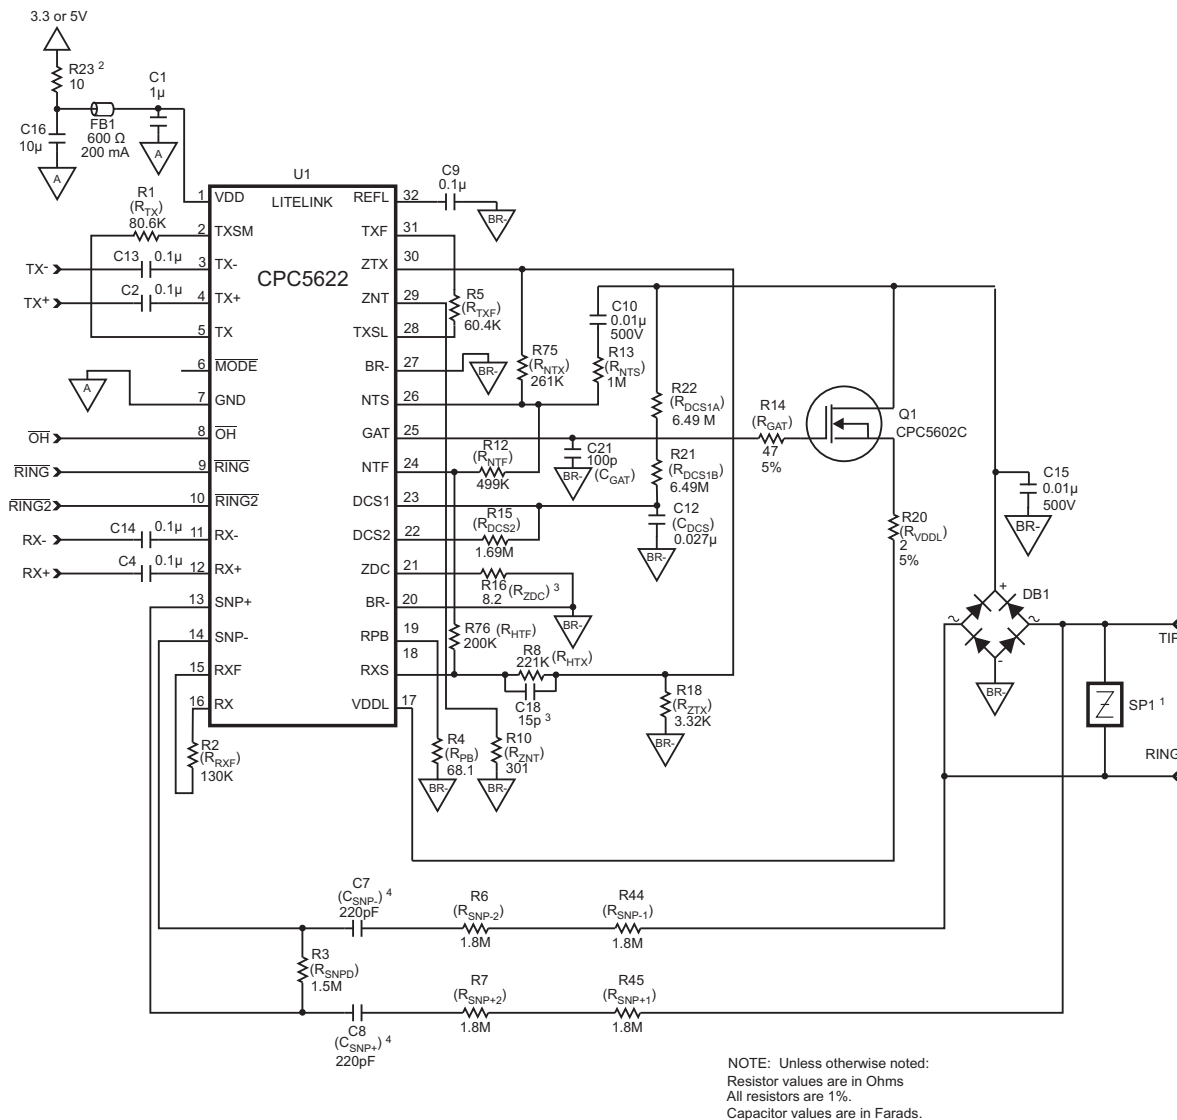 3.3 or 5V
R23 2
10
C1
1µ
C16
10µ
FB1
600 Ω
200 mA
A
A
R1
(RTX)
80.6K
U1
LITELINK
CPC5622
1 VDD
2 TXSM
3 TX-
4 TX+
5 TX
6 MODE
7 GND
8 OH
9 RING
10 RING2
11 RX-
12 RX+
13 SNP+
14 SNP-
15 RXF
16 RX
REFL 32
TXF 31
ZTX 30
ZNT 29
TXSL 28
BR- 27
NTS 26
GAT 25
NTF 24
DCS1 23
DCS2 22
ZDC 21
BR- 20
RPB 19
RXS 18
VDDL 17
TX-
C13 0.1µ
TX+
C2 0.1µ
A
OH
RING
RING2
RX-
C14 0.1µ
RX+
C4 0.1µ
R2
(RRXF)
130K
C9
0.1µ
BR-
R5
(RTXF)
60.4K
BR-
R75
(RNTX)
261K
C10
0.01µ
500V
R13
(RNTS)
1M
R22
(RDCS1A)
6.49 M
R14
(RGAT)
47
5%
Q1
CPC5602C
R12
(RNTF)
499K
C21
100p
(CGAT)
BR-
R21
(RDCS1B)
6.49M
C15
0.01µ
500V
BR-
R15
(RDCS2)
1.69M
C12
(CDCS)
0.027µ
BR-
R20
(RVDDL)
2
5%
R16 (RZDC) 3
8.2
BR-
DB1
+
-
BR-
TIP
R76 (RHTF)
200K
R8
221K (RHTX)
C18
15p 3
R18
(RZTX)
3.32K
BR-
SP1 1
RING
R4
(RPB)
68.1
BR-
R10
(RZNT)
301
BR-
C7
(CSNP-) 4
220pF
R6
(RSNP-2)
1.8M
R44
(RSNP-1)
1.8M
R3
(RSNPD)
1.5M
R7
(RSNP+2)
1.8M
R45
(RSNP+1)
1.8M
C8
(CSNP+) 4
220pF
NOTE: Unless otherwise noted:
Resistor values are in Ohms
All resistors are 1%.
Capacitor values are in Farads.